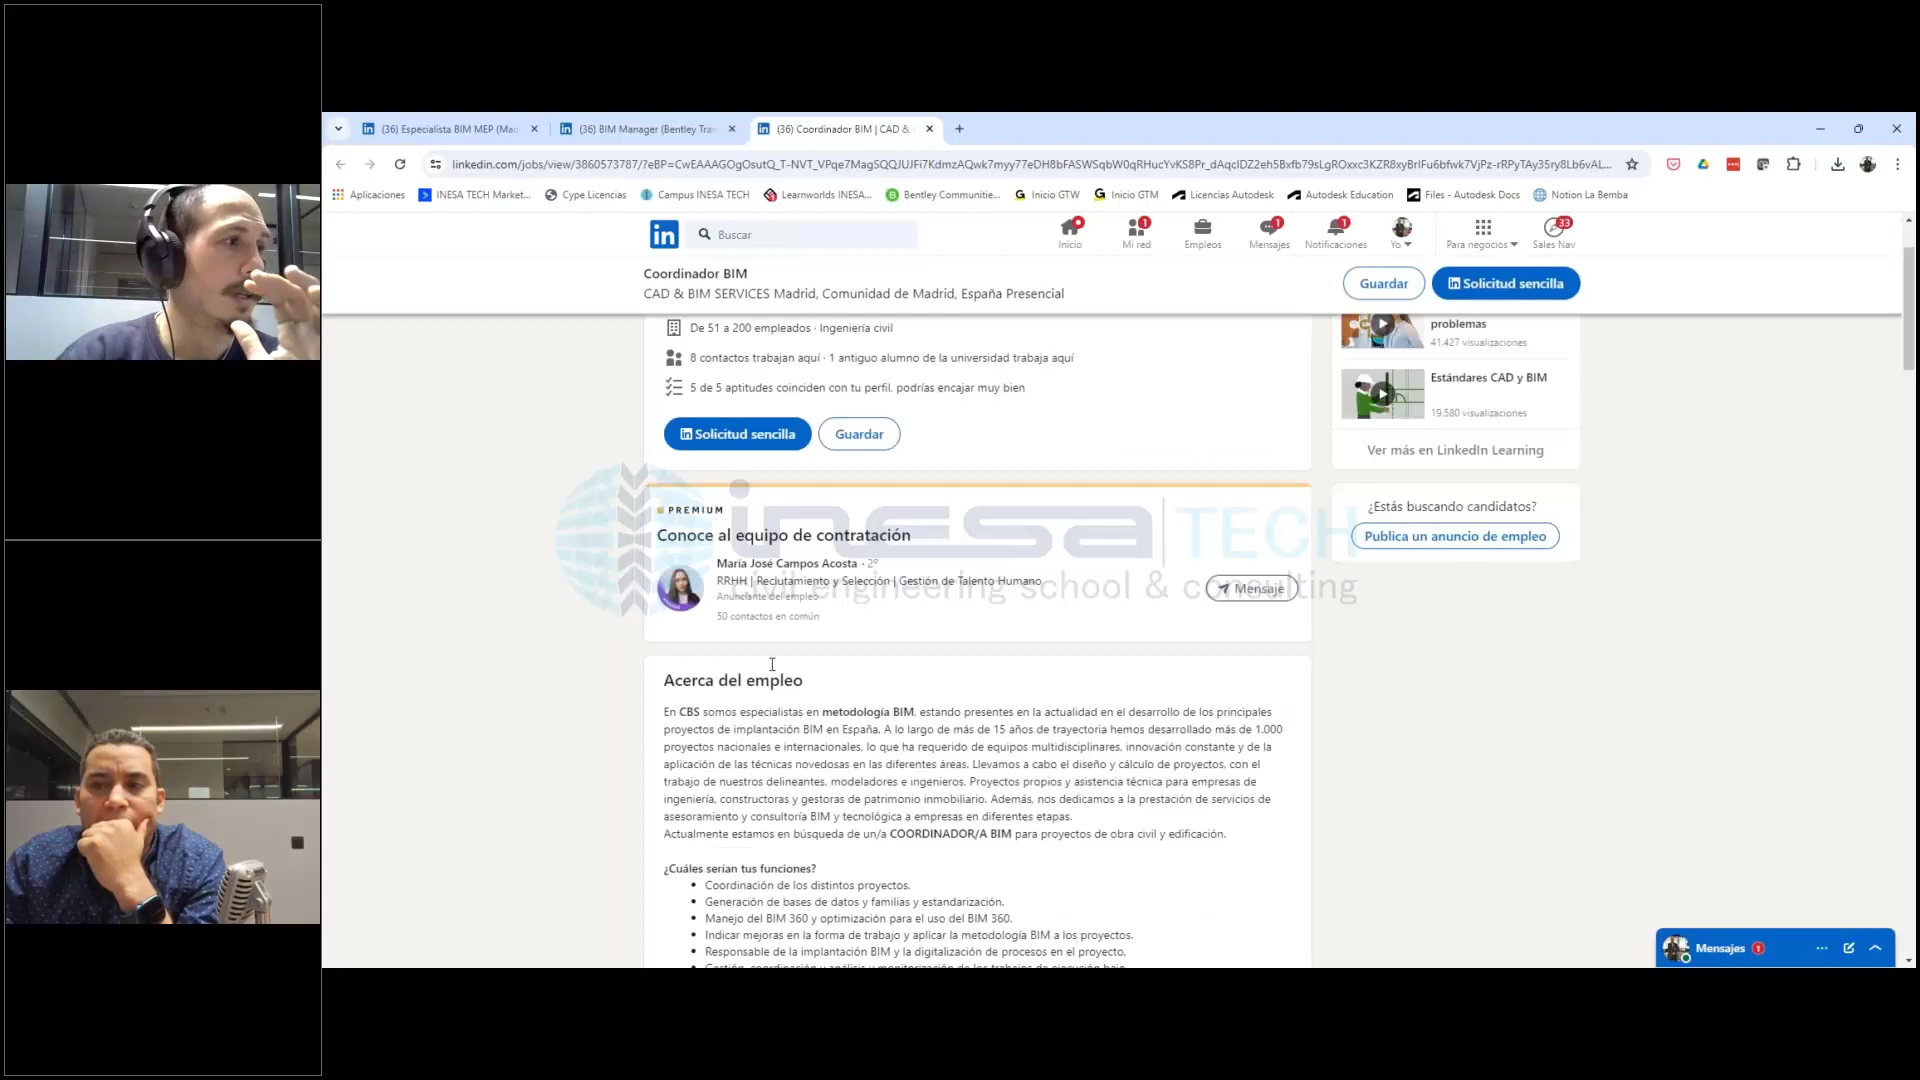 (36) Especialista BIM MEP (Mad
(36) BIM Manager (Bentley Tra
(36) Coordinador BIM | CAD &
Aplicaciones
INESA TECH Market...
Cype Licencias
Campus INESA TECH
Learnworlds INESA...
Bentley Communitie...
Inicio GTW
Inicio GTM
Licencias Autodesk
Autodesk Education
Files - Autodesk Docs
Notion La Bemba
in
Buscar
Inicio
1
Mi red
Empleos
1
Mensajes
1
Notificaciones
Yo
Para negocios
33
Sales Nav
Coordinador BIM
CAD & BIM SERVICES Madrid, Comunidad de Madrid, España Presencial
Guardar
Solicitud sencilla
De 51 a 200 empleados · Ingeniería civil
8 contactos trabajan aquí · 1 antiguo alumno de la universidad trabaja aquí
5 de 5 aptitudes coinciden con tu perfil. podrías encajar muy bien
Solicitud sencilla
Guardar
problemas
41.427 visualizaciones
Estándares CAD y BIM
19.580 visualizaciones
Ver más en LinkedIn Learning
¿Estás buscando candidatos?
Publica un anuncio de empleo
PREMIUM
Conoce al equipo de contratación
María José Campos Acosta · 2º
RRHH | Reclutamiento y Selección | Gestión de Talento Humano
Anunciante del empleo
50 contactos en común
Mensaje
inesa TECH
civil engineering school & consulting
Acerca del empleo
En CBS somos especialistas en metodología BIM, estando presentes en la actualidad en el desarrollo de los principales
proyectos de implantación BIM en España. A lo largo de más de 15 años de trayectoria hemos desarrollado más de 1.000
proyectos nacionales e internacionales, lo que ha requerido de equipos multidisciplinares, innovación constante y de la
aplicación de las técnicas novedosas en las diferentes áreas. Llevamos a cabo el diseño y cálculo de proyectos, con el
trabajo de nuestros delineantes, modeladores e ingenieros. Proyectos propios y asistencia técnica para empresas de
ingeniería, constructoras y gestoras de patrimonio inmobiliario. Además, nos dedicamos a la prestación de servicios de
asesoramiento y consultoría BIM y tecnológica a empresas en diferentes etapas.
Actualmente estamos en búsqueda de un/a COORDINADOR/A BIM para proyectos de obra civil y edificación.
¿Cuáles serían tus funciones?
Coordinación de los distintos proyectos.
Generación de bases de datos y familias y estandarización.
Manejo del BIM 360 y optimización para el uso del BIM 360.
Indicar mejoras en la forma de trabajo y aplicar la metodología BIM a los proyectos.
Responsable de la implantación BIM y la digitalización de procesos en el proyecto.
Mensajes 1